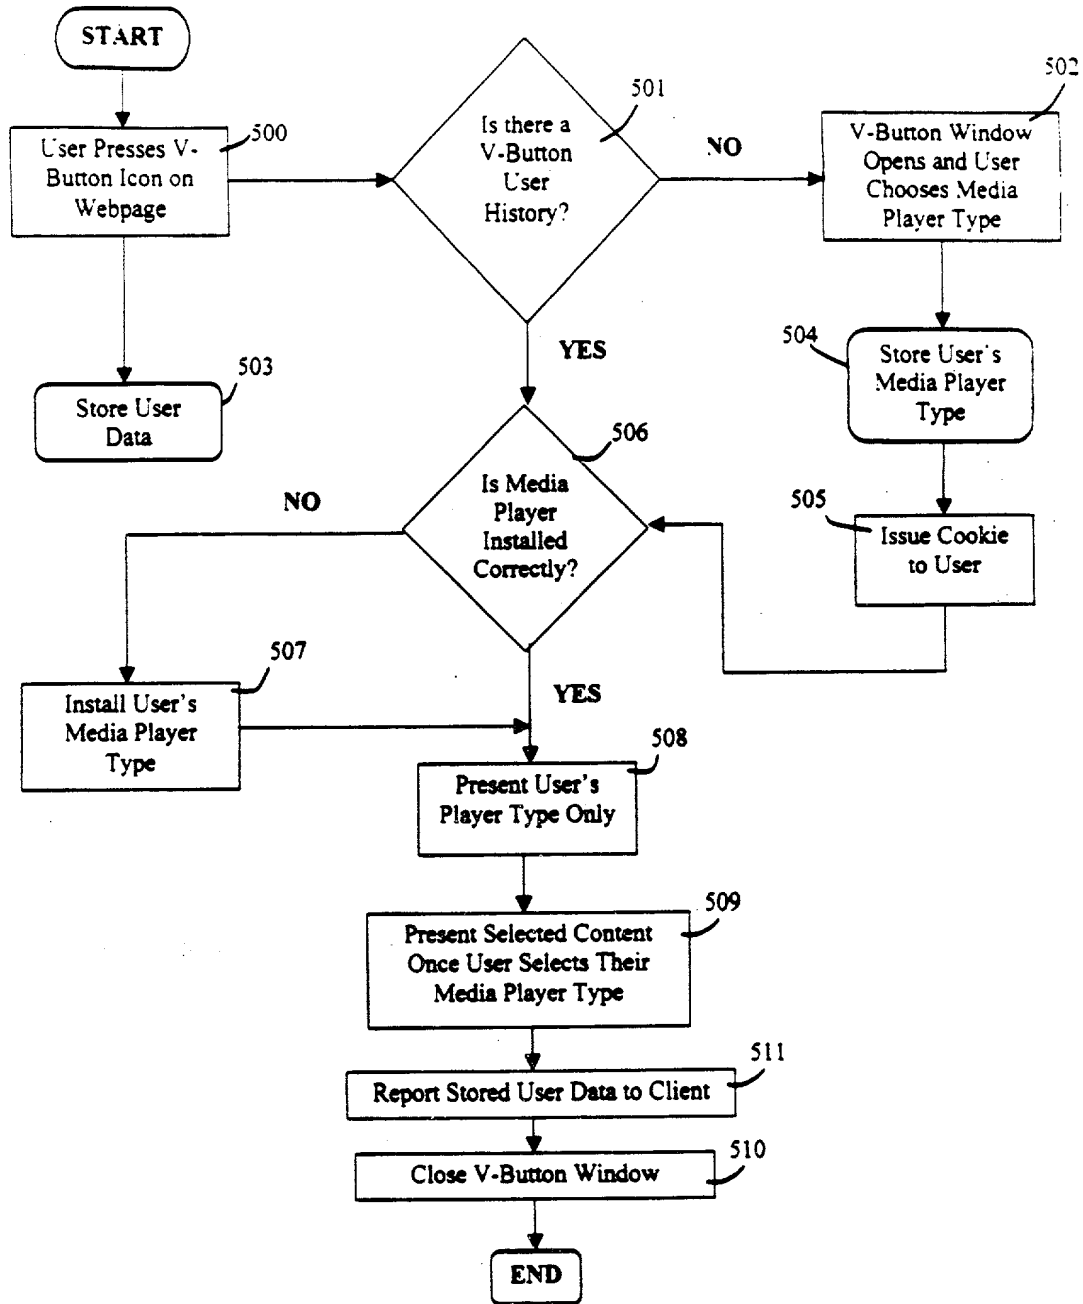 START
500
User Presses V-
Button Icon on
Webpage
501
Is there a
V-Button
User
History?
NO
502
V-Button Window
Opens and User
Chooses Media
Player Type
YES
503
Store User
Data
504
Store User's
Media Player
Type
505
Issue Cookie
to User
506
Is Media
Player
Installed
Correctly?
NO
YES
507
Install User's
Media Player
Type
508
Present User's
Player Type Only
509
Present Selected Content
Once User Selects Their
Media Player Type
511
Report Stored User Data to Client
510
Close V-Button Window
END